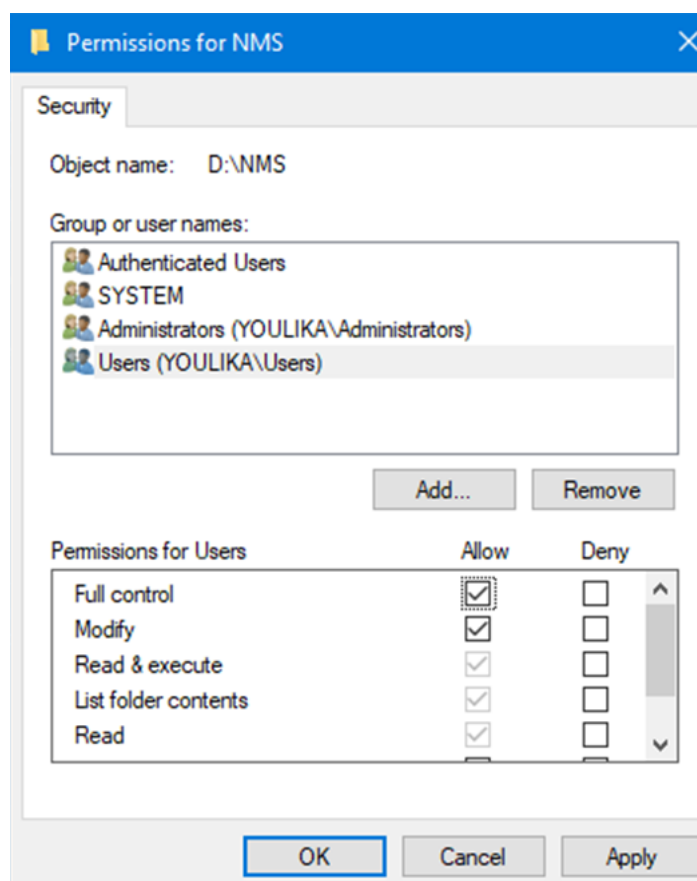 Permissions for NMS
Security
Object name: D:\NMS
Group or user names:
Authenticated Users
SYSTEM
Administrators (YOULIKA\Administrators)
Users (YOULIKA\Users)
Add... Remove
Permissions for Users Allow Deny
Full control
Modify
Read & execute
List folder contents
Read
OK Cancel Apply